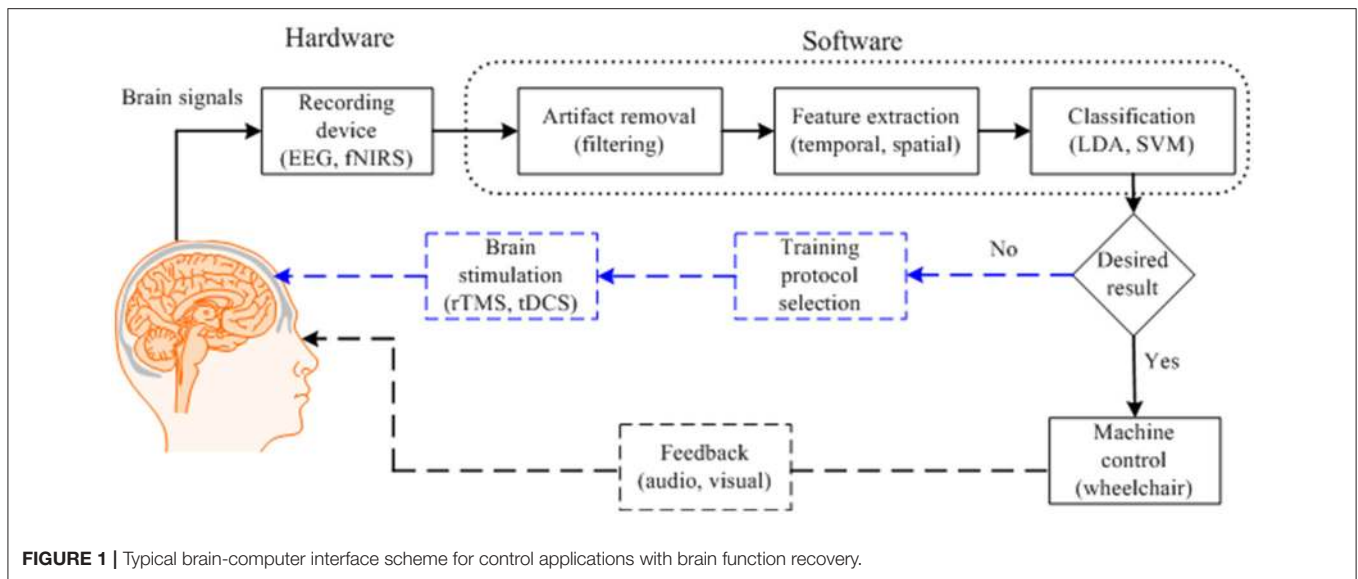 Hardware
Software
Brain signals
Recording
device
(EEG, fNIRS)
Artifact removal
(filtering)
Feature extraction
(temporal, spatial)
Classification
(LDA, SVM)
Brain
stimulation
(rTMS, tDCS)
Training
protocol
selection
No
Desired
result
Yes
Feedback
(audio, visual)
Machine
control
(wheelchair)
FIGURE 1 | Typical brain-computer interface scheme for control applications with brain function recovery.